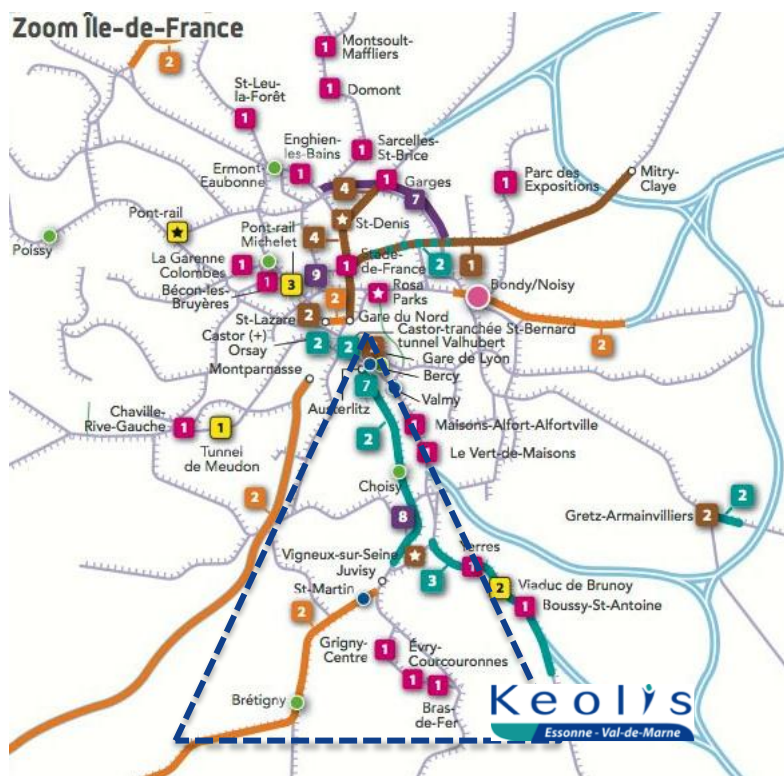 Zoom Île-de-France
2
1
Montsoult-
Maffliers
St-Leu-
la-Forêt
1
1
Domont
Enghien-
les-Bains
1
Sarcelles-
St-Brice
1
Ermont-
Eaubonne
4
1
Garges
7
1
Parc des
Expositions
Mitry-
Claye
Pont-rail
St-Denis
Poissy
Pont-rail
Michelet
4
La Garenne
Colombes
1
1
3
9
1
Stade-
de-France
2
1
Bécon-les-
Bruyères
2
Rosa
Parks
Bondy/Noisy
St-Lazare
2
Gare du Nord
Castor (+)
Orsay
2
2
Castor-tranchée St-Bernard
tunnel Valhubert
2
Gare de Lyon
Montparnasse
Bercy
7
Austerlitz
Valmy
Chaville-
Rive-Gauche
1
1
Tunnel
de Meudon
2
1
Maisons-Alfort-Alfortville
1
Le Vert-de-Maisons
Choisy
2
8
Gretz-Armainvilliers
2
2
Vigneux-sur-Seine
Juvisy
3
Yerres
1
2
Viaduc de Brunoy
1
Boussy-St-Antoine
St-Martin
2
Grigny-
Centre
1
Évry-
Courcouronnes
1
1
Bras-
de-Fer
Brétigny
Keolis
Essonne - Val-de-Marne